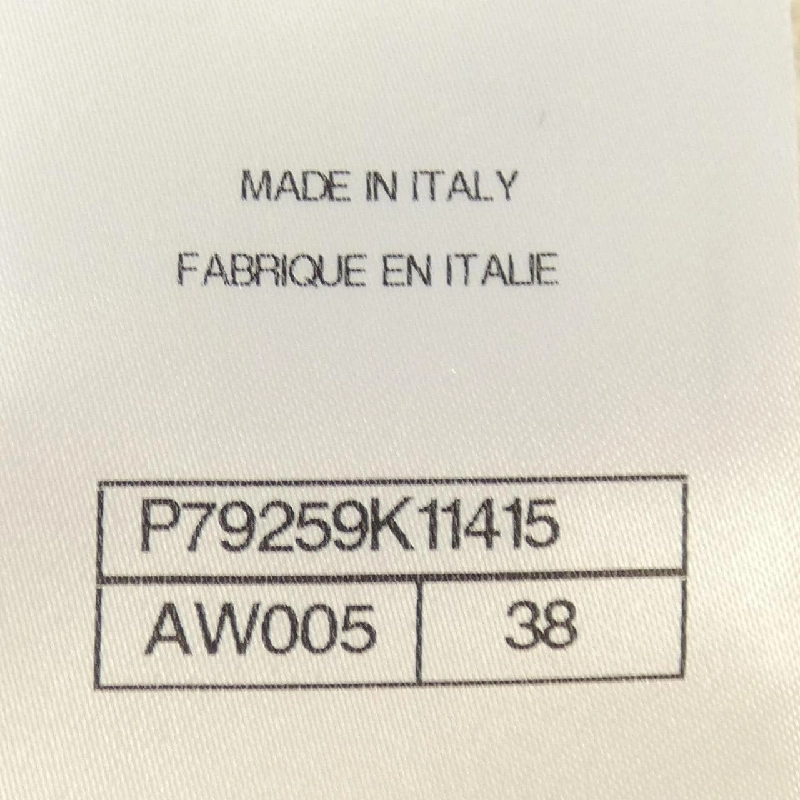 MADE IN ITALY
FABRIQUE EN ITALIE
P79259K11415
AW005 38